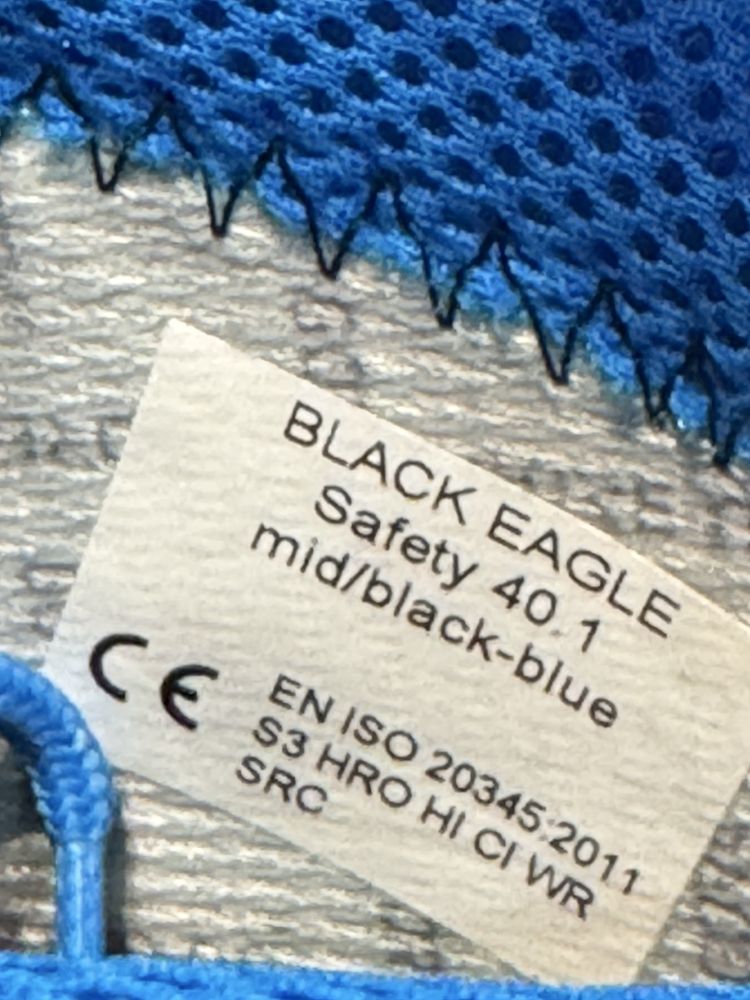 BLACK EAGLE
Safety 40.1
mid/black-blue
CE
EN ISO 20345:2011
S3 HRO HI CI WR
SRC